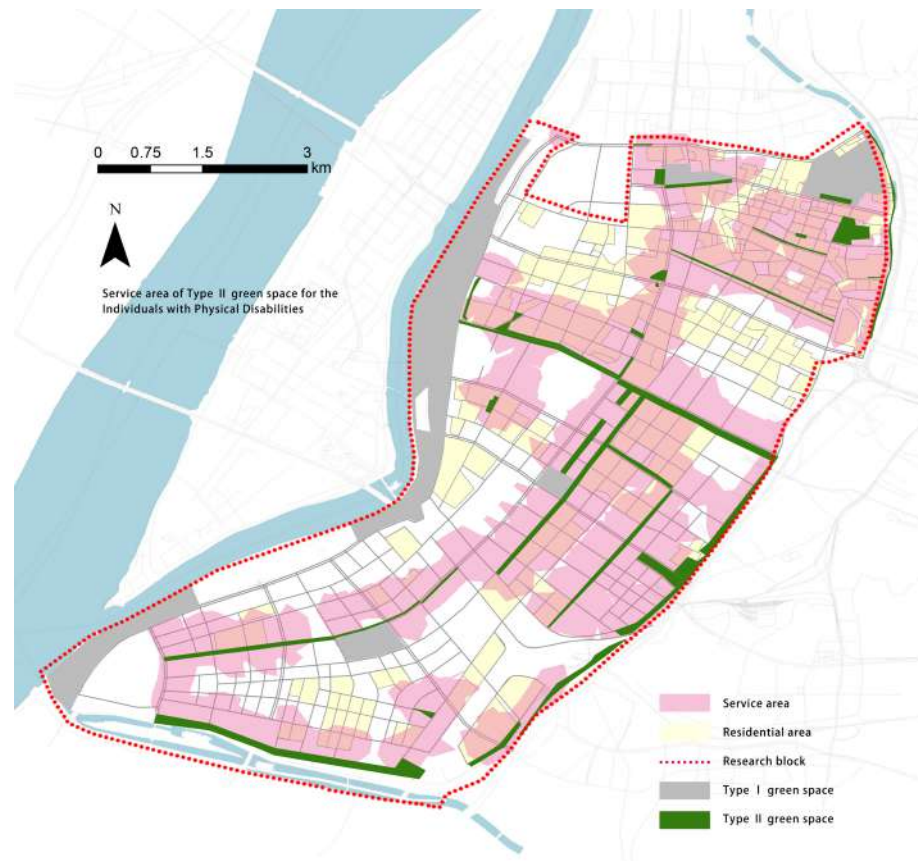 0 0.75 1.5 3
km
N
Service area of Type Ⅱ green space for the
Individuals with Physical Disabilities
Service area
Residential area
Research block
Type Ⅰ green space
Type Ⅱ green space